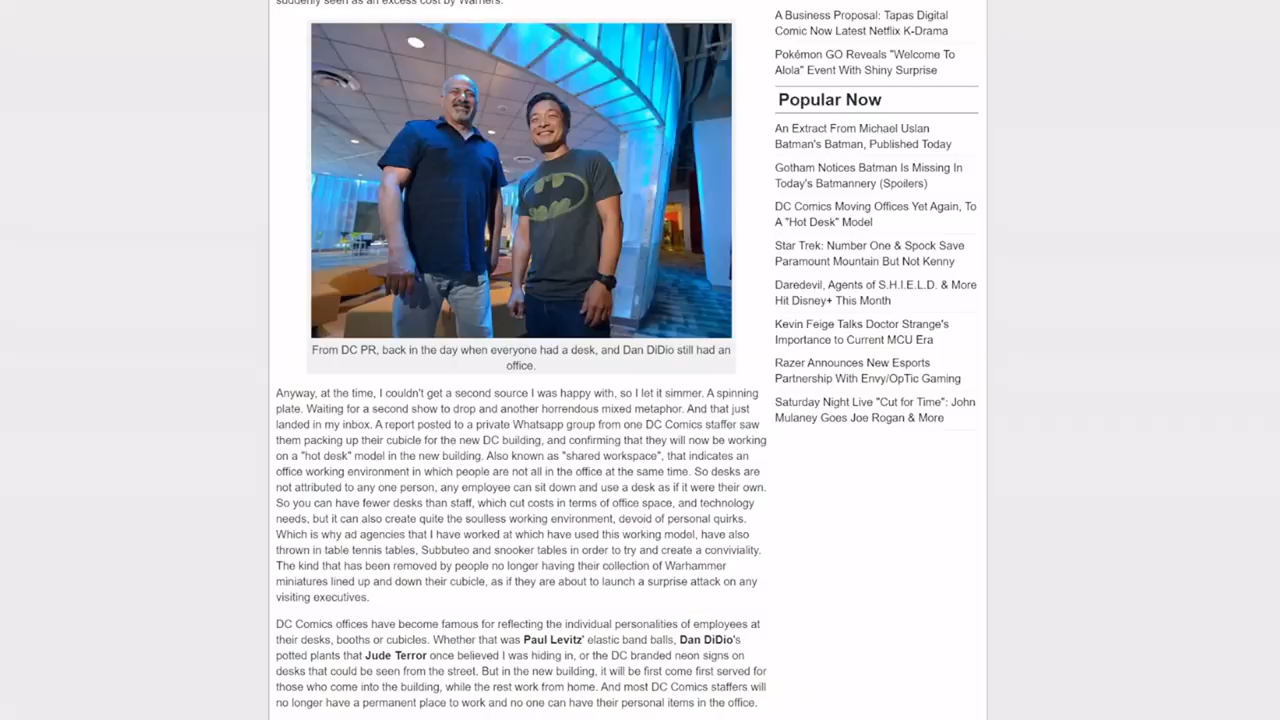 suddenly seen as an excess cost by Warners.
From DC PR, back in the day when everyone had a desk, and Dan DiDio still had an
office.
Anyway, at the time, I couldn't get a second source I was happy with, so I let it simmer. A spinning
plate. Waiting for a second show to drop and another horrendous mixed metaphor. And that just
landed in my inbox. A report posted to a private Whatsapp group from one DC Comics staffer saw
them packing up their cubicle for the new DC building, and confirming that they will now be working
on a "hot desk" model in the new building. Also known as "shared workspace", that indicates an
office working environment in which people are not all in the office at the same time. So desks are
not attributed to any one person, any employee can sit down and use a desk as if it were their own.
So you can have fewer desks than staff, which cut costs in terms of office space, and technology
needs, but it can also create quite the soulless working environment, devoid of personal quirks.
Which is why ad agencies that I have worked at which have used this working model, have also
thrown in table tennis tables, Subbuteo and snooker tables in order to try and create a conviviality.
The kind that has been removed by people no longer having their collection of Warhammer
miniatures lined up and down their cubicle, as if they are about to launch a surprise attack on any
visiting executives.
DC Comics offices have become famous for reflecting the individual personalities of employees at
their desks, booths or cubicles. Whether that was Paul Levitz' elastic band balls, Dan DiDio's
potted plants that Jude Terror once believed I was hiding in, or the DC branded neon signs on
desks that could be seen from the street. But in the new building, it will be first come first served for
those who come into the building, while the rest work from home. And most DC Comics staffers will
no longer have a permanent place to work and no one can have their personal items in the office.
A Business Proposal: Tapas Digital
Comic Now Latest Netflix K-Drama
Pokémon GO Reveals "Welcome To
Alola" Event With Shiny Surprise
Popular Now
An Extract From Michael Uslan
Batman's Batman, Published Today
Gotham Notices Batman Is Missing In
Today's Batmannery (Spoilers)
DC Comics Moving Offices Yet Again, To
A "Hot Desk" Model
Star Trek: Number One & Spock Save
Paramount Mountain But Not Kenny
Daredevil, Agents of S.H.I.E.L.D. & More
Hit Disney+ This Month
Kevin Feige Talks Doctor Strange's
Importance to Current MCU Era
Razer Announces New Esports
Partnership With Envy/OpTic Gaming
Saturday Night Live "Cut for Time": John
Mulaney Goes Joe Rogan & More